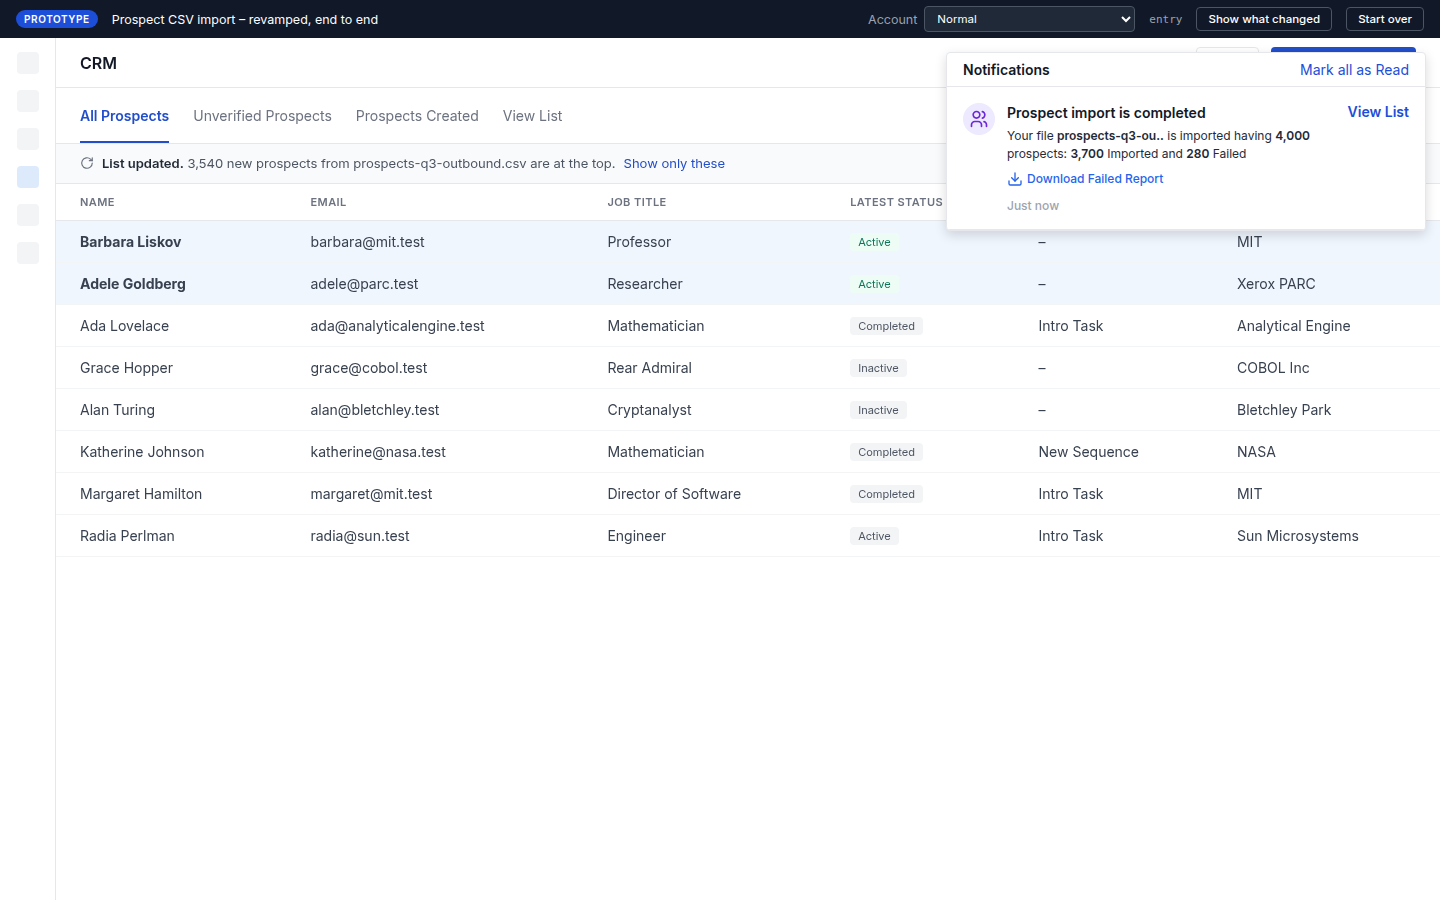 PROTOTYPE Prospect CSV import – revamped, end to end Account Normal entry Show what changed Start over
CRM
Notifications Mark all as Read
All Prospects Unverified Prospects Prospects Created View List
Prospect import is completed View List
Your file prospects-q3-ou.. is imported having 4,000
prospects: 3,700 Imported and 280 Failed
Download Failed Report
Just now
List updated. 3,540 new prospects from prospects-q3-outbound.csv are at the top. Show only these
NAME EMAIL JOB TITLE LATEST STATUS
Barbara Liskov barbara@mit.test Professor Active – MIT
Adele Goldberg adele@parc.test Researcher Active – Xerox PARC
Ada Lovelace ada@analyticalengine.test Mathematician Completed Intro Task Analytical Engine
Grace Hopper grace@cobol.test Rear Admiral Inactive – COBOL Inc
Alan Turing alan@bletchley.test Cryptanalyst Inactive – Bletchley Park
Katherine Johnson katherine@nasa.test Mathematician Completed New Sequence NASA
Margaret Hamilton margaret@mit.test Director of Software Completed Intro Task MIT
Radia Perlman radia@sun.test Engineer Active Intro Task Sun Microsystems